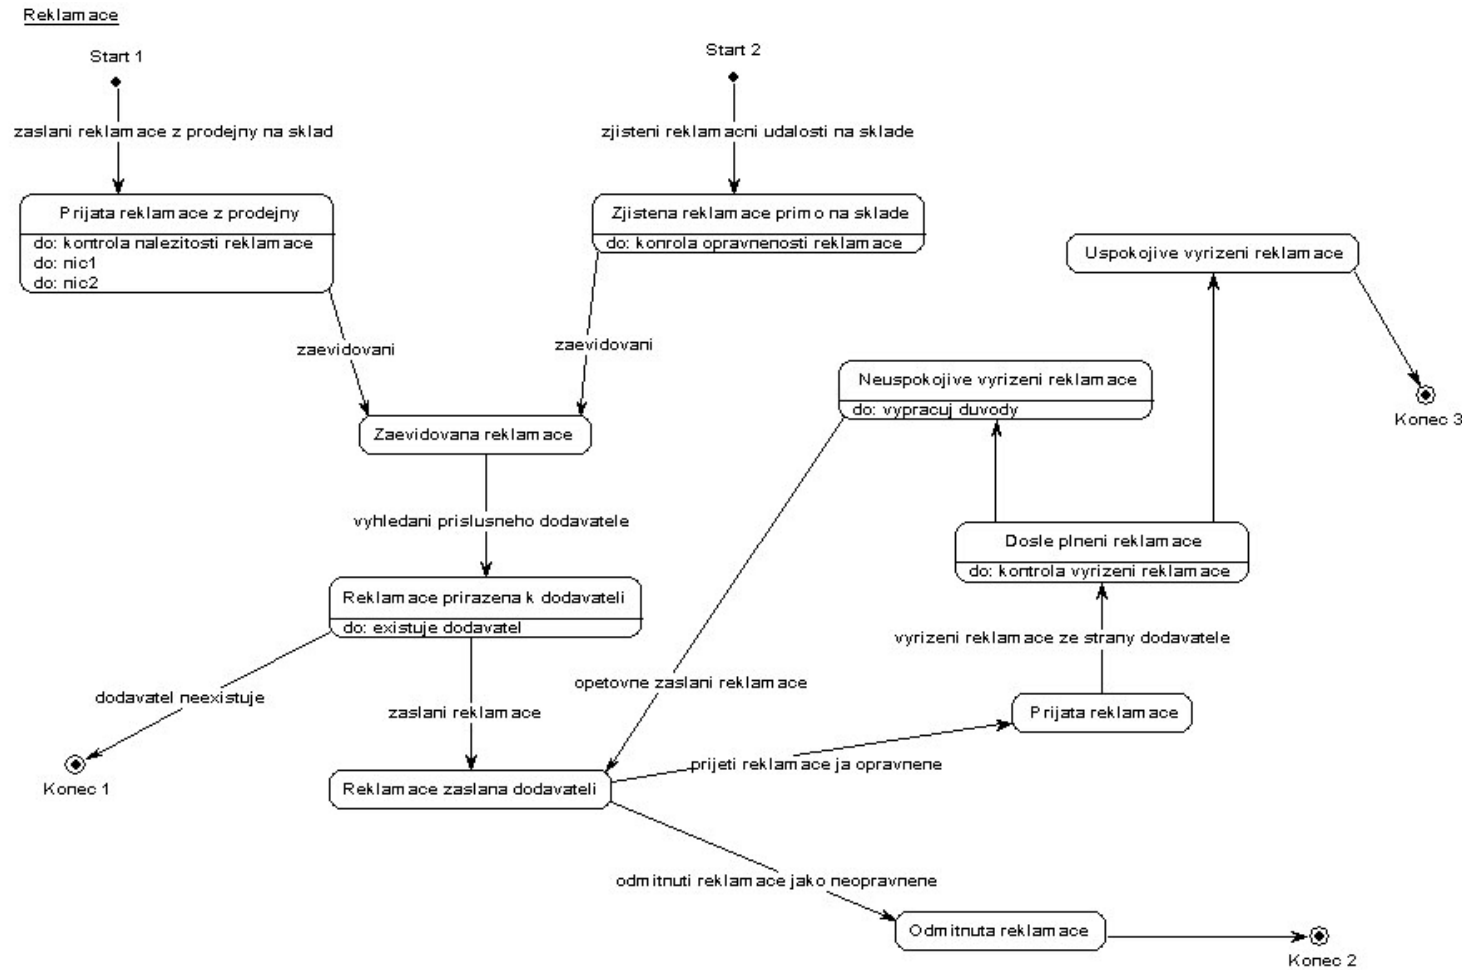 Reklamace
Start 1
Start 2
zaslani reklamace z prodejny na sklad
zjisteni reklamacni udalosti na sklade
Prijata reklamace z prodejny
do: kontrola nalezitosti reklamace
do: nic1
do: nic2
Zjistena reklamace primo na sklade
do: konrola opravnenosti reklamace
Uspokojive vyrizeni reklamace
zaevidovani
zaevidovani
Neuspokojive vyrizeni reklamace
do: vypracuj duvody
Konec 3
Zaevidovana reklamace
vyhledani prislusneho dodavatele
Dosle plneni reklamace
do: kontrola vyrizeni reklamace
Reklamace prirazena k dodavateli
do: existuje dodavatel
vyrizeni reklamace ze strany dodavatele
opetovne zaslani reklamace
dodavatel neexistuje
zaslani reklamace
Prijata reklamace
prijeti reklamace ja opravnene
Konec 1
Reklamace zaslana dodavateli
odmitnuti reklamace jako neopravnene
Odmitnuta reklamace
Konec 2